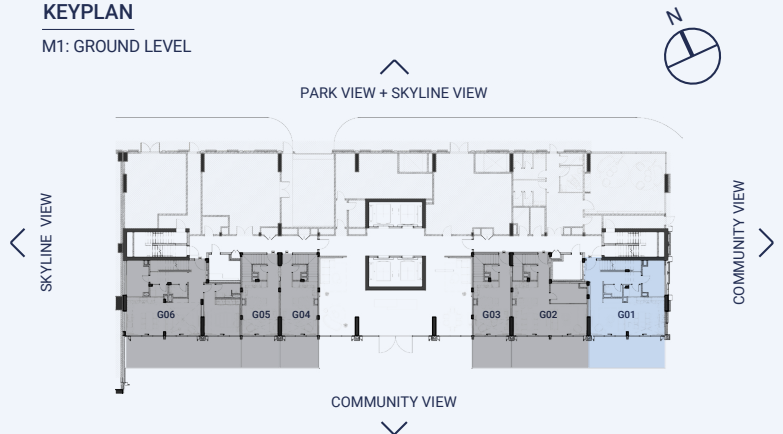 KEYPLAN
M1: GROUND LEVEL
N
PARK VIEW + SKYLINE VIEW
SKYLINE VIEW
COMMUNITY VIEW
G06
G05
G04
G03
G02
G01
COMMUNITY VIEW